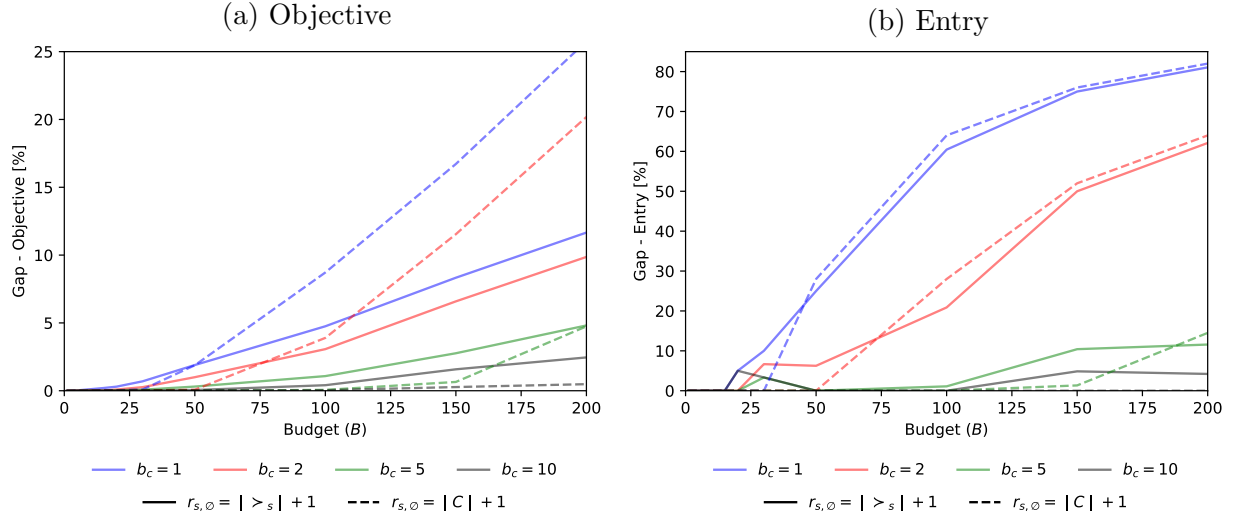 (a) Objective
(b) Entry
25
20
15
10
5
0
Gap - Objective [%]
0 25 50 75 100 125 150 175 200
Budget (B)
b_c = 1 b_c = 2 b_c = 5 b_c = 10
r_{s,∅} = | ≻_s | + 1 r_{s,∅} = | C | + 1
80
70
60
50
40
30
20
10
0
Gap - Entry [%]
0 25 50 75 100 125 150 175 200
Budget (B)
b_c = 1 b_c = 2 b_c = 5 b_c = 10
r_{s,∅} = | ≻_s | + 1 r_{s,∅} = | C | + 1